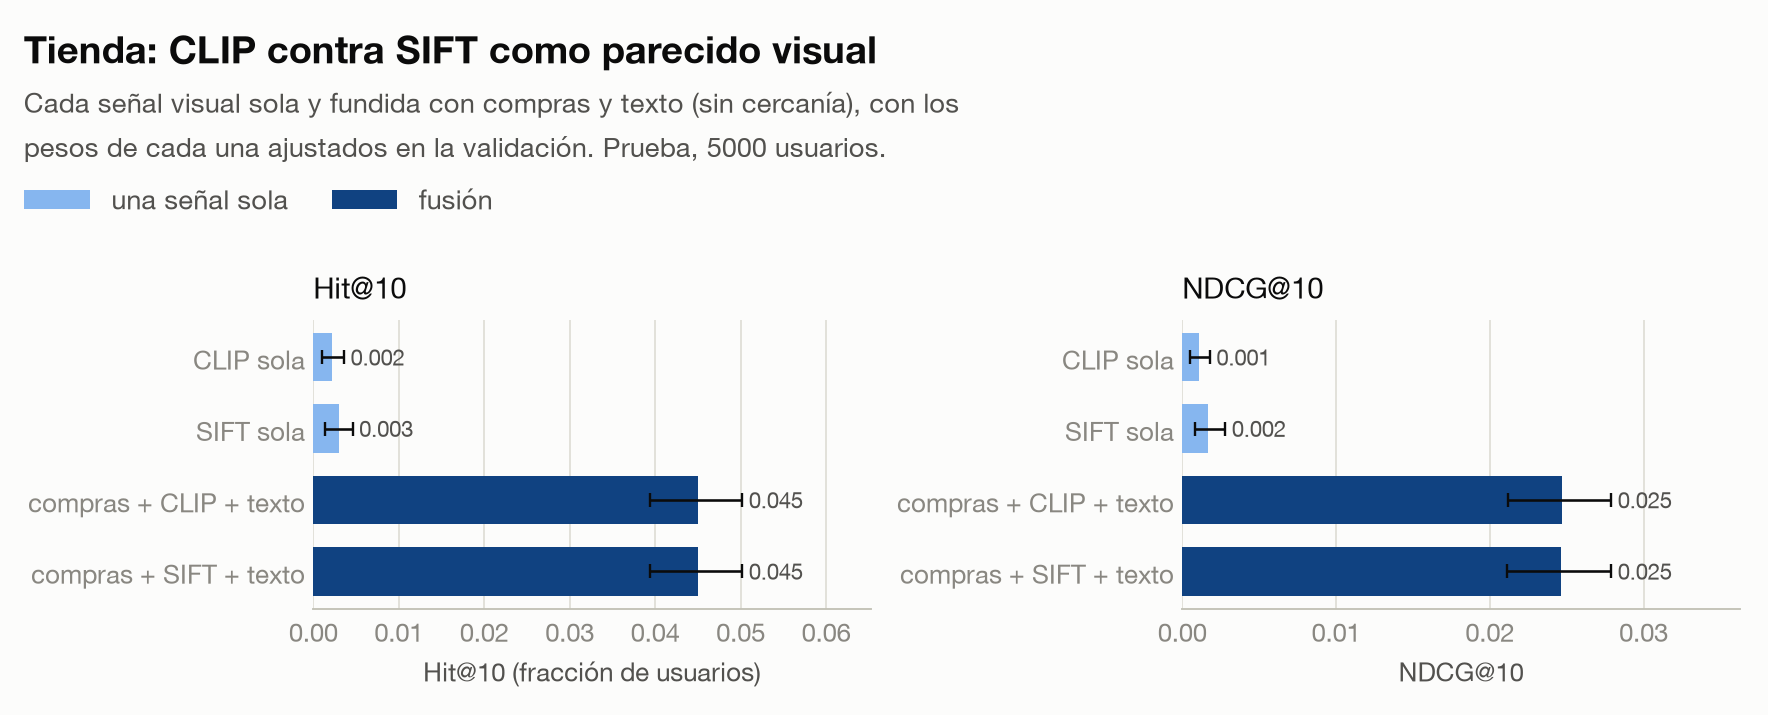 Tienda: CLIP contra SIFT como parecido visual
Cada señal visual sola y fundida con compras y texto (sin cercanía), con los
pesos de cada una ajustados en la validación. Prueba, 5000 usuarios.
una señal sola fusión
Hit@10
CLIP sola 0.002
SIFT sola 0.003
compras + CLIP + texto 0.045
compras + SIFT + texto 0.045
0.00 0.01 0.02 0.03 0.04 0.05 0.06
Hit@10 (fracción de usuarios)
NDCG@10
CLIP sola 0.001
SIFT sola 0.002
compras + CLIP + texto 0.025
compras + SIFT + texto 0.025
0.00 0.01 0.02 0.03
NDCG@10